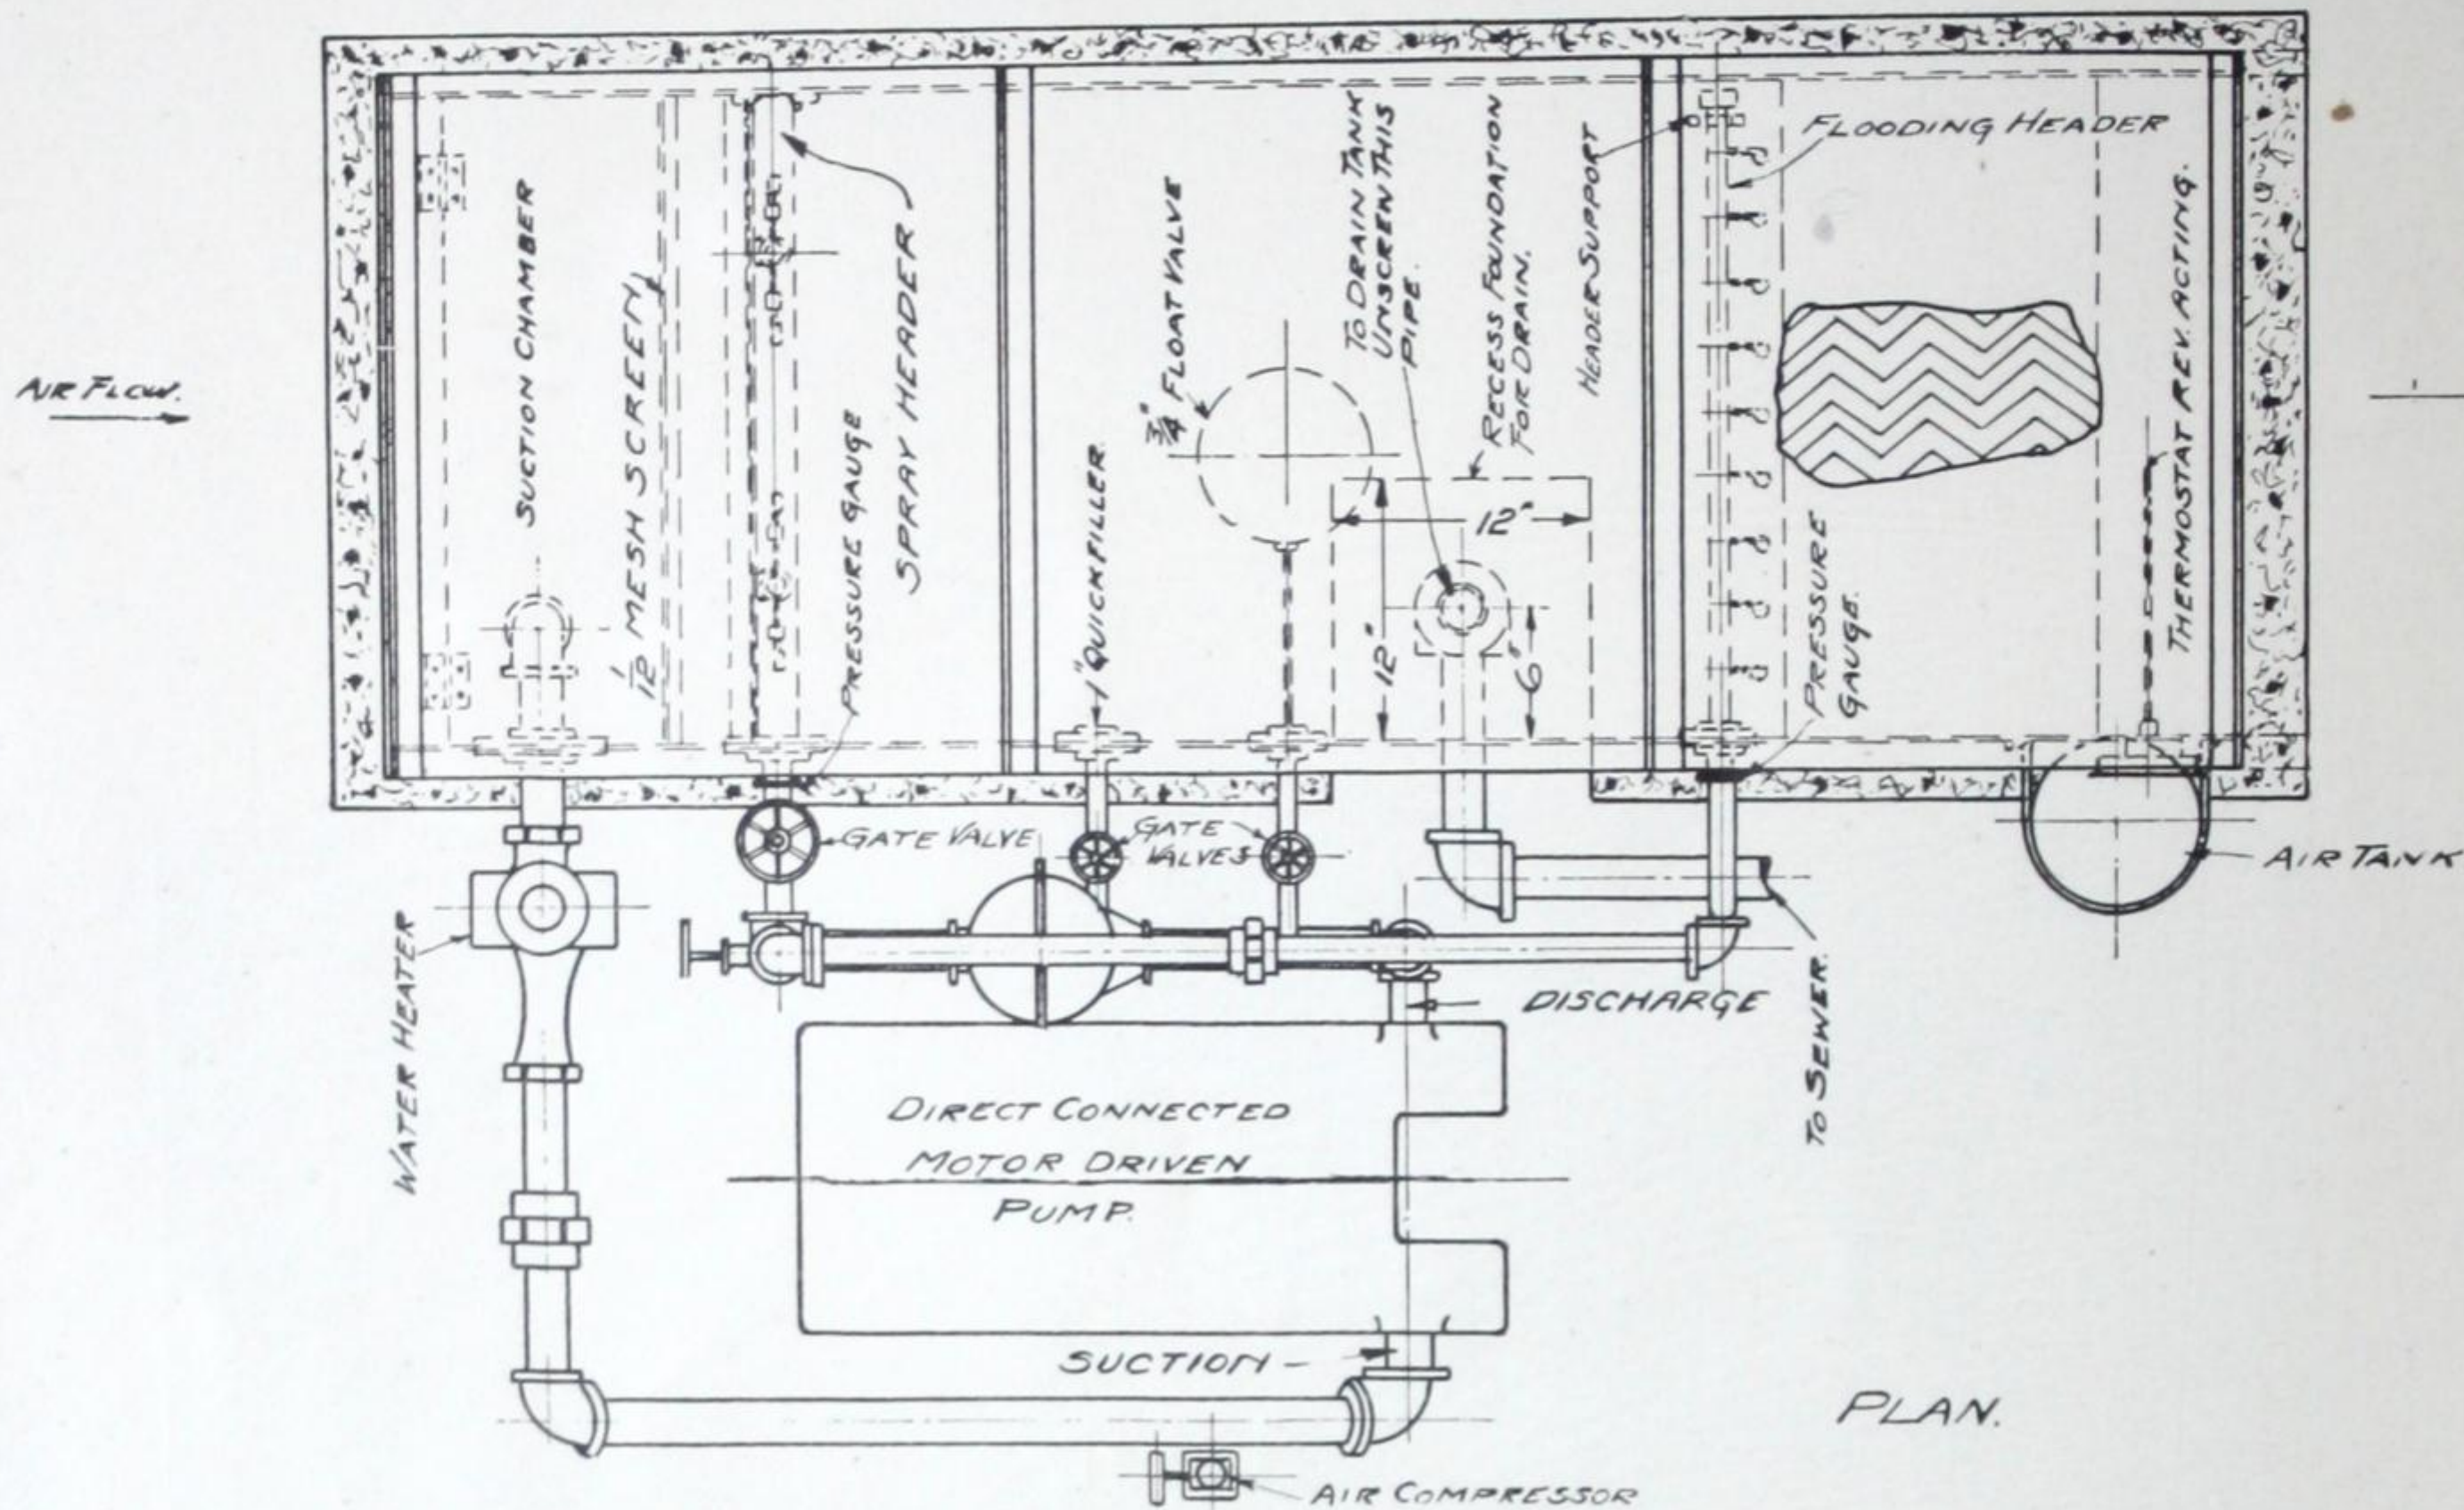 AIR FLOW.
SUCTION CHAMBER
1/12" MESH SCREEN
SPRAY HEADER
PRESSURE GAUGE
1" QUICKFILLER
3/4" FLOAT VALVE
TO DRAIN TANK
UNSCREN THIS
PIPE.
RECESS FOUNDATION
FOR DRAIN.
HEADER SUPPORT
FLOODING HEADER
THERMOSTAT REV. ACTING.
12"
12"
6"
PRESSURE
GAUGE.
GATE VALVE
GATE
VALVES
AIR TANK
WATER HEATER
DISCHARGE
TO SEWER.
DIRECT CONNECTED
MOTOR DRIVEN
PUMP.
SUCTION
PLAN.
AIR COMPRESSOR